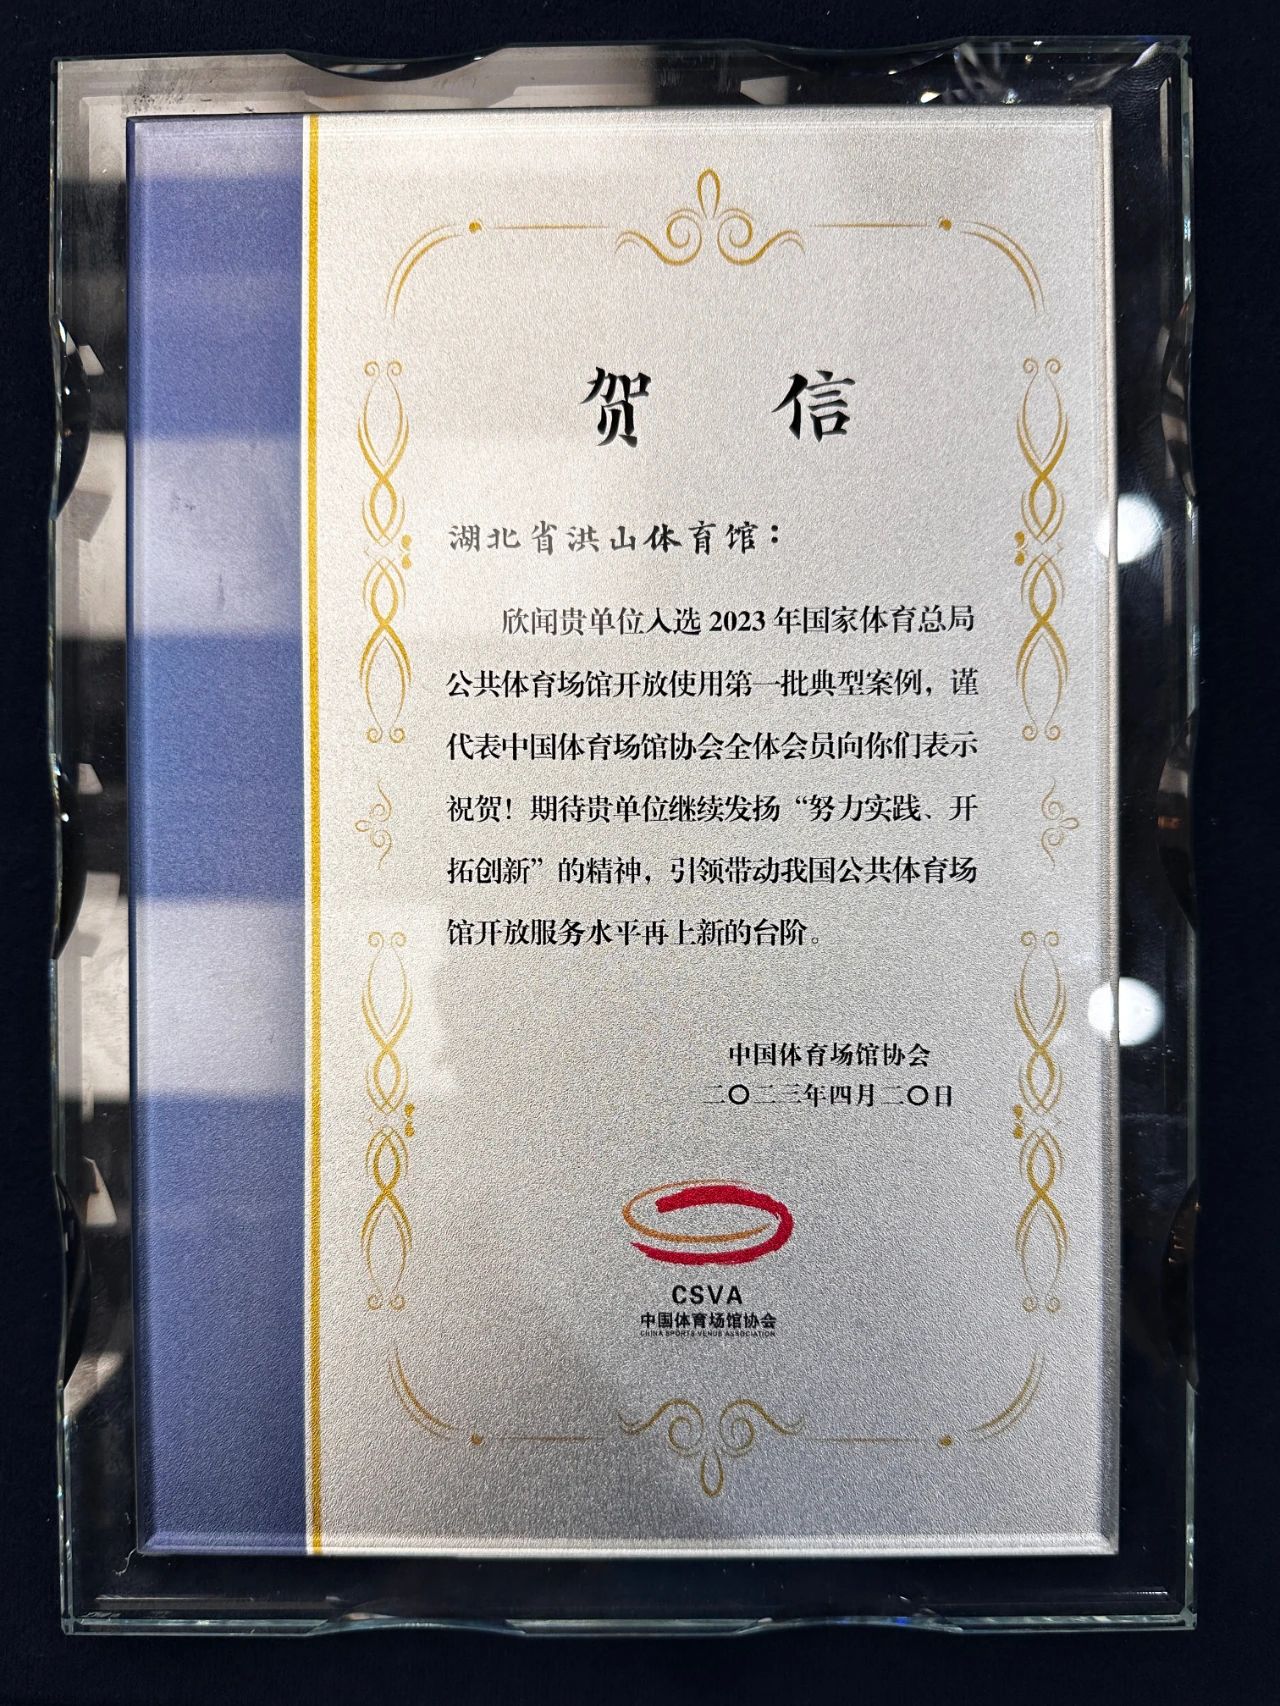 贺 信
湖北省洪山体育馆：
欣闻贵单位入选 2023 年国家体育总局
公共体育场馆开放使用第一批典型案例，谨
代表中国体育场馆协会全体会员向你们表示
祝贺！期待贵单位继续发扬“努力实践、开
拓创新”的精神，引领带动我国公共体育场
馆开放服务水平再上新的台阶。
中国体育场馆协会
二〇二三年四月二〇日
CSVA
中国体育场馆协会
CHINA SPORTS VENUE ASSOCIATION